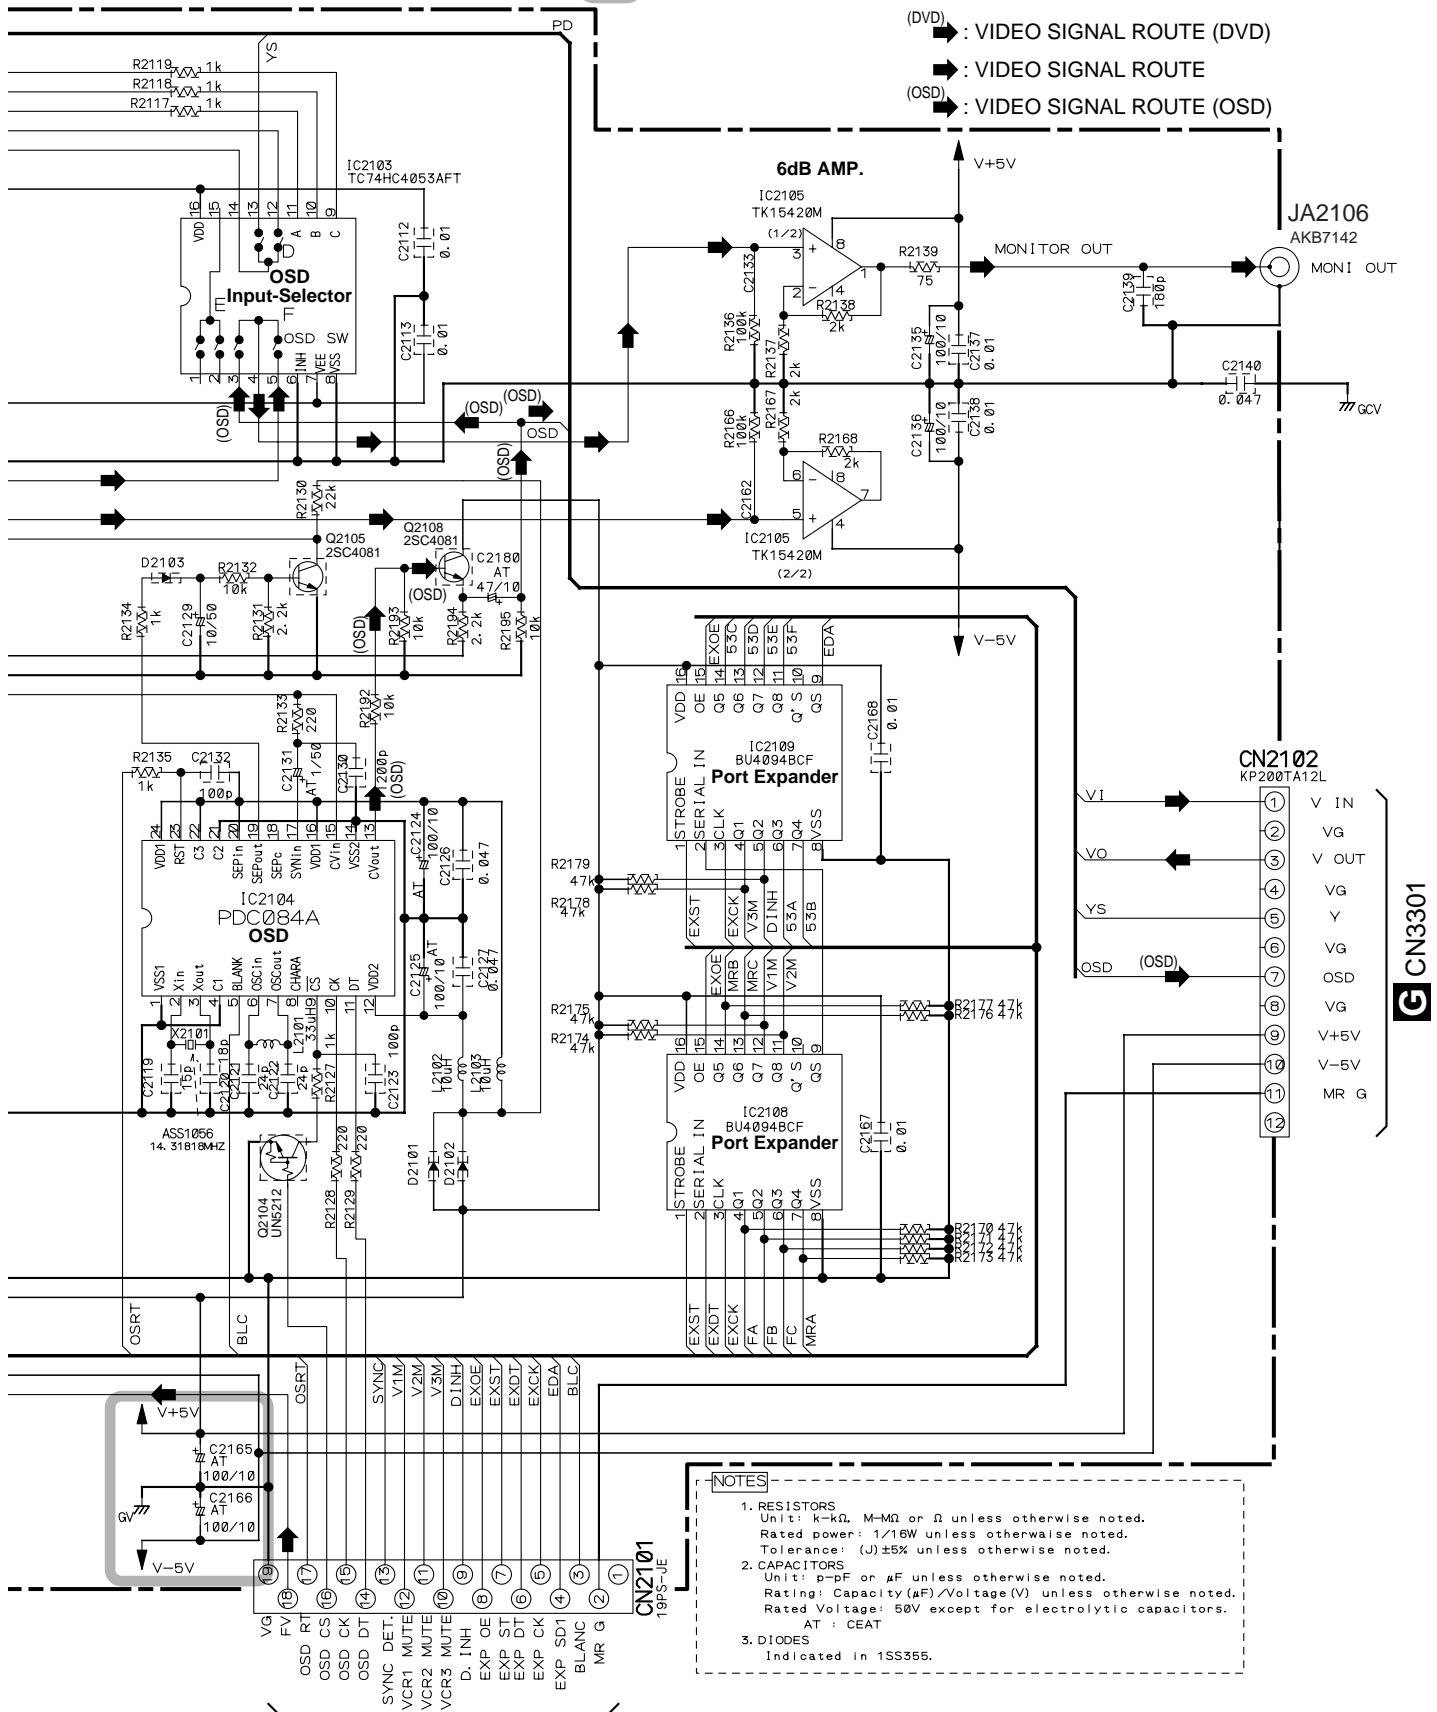 PD
(DVD)
: VIDEO SIGNAL ROUTE (DVD)
: VIDEO SIGNAL ROUTE
(OSD)
: VIDEO SIGNAL ROUTE (OSD)
YS
R2119 1k
R2118 1k
R2117 1k
IC2103
TC74HC4053AFT
16 15 14 13 12 11 10 9
VDD A B C
D
OSD
Input-Selector
E F
OSD SW
INH VEE VSS
1 2 3 4 5 6 7 8
C2112 0.01
C2113 0.01
6dB AMP.
IC2105
TK15420M
(1/2)
V+5V
3 + 8 1
2 - 4
C2133
R2136 100k
R2137 2k
R2138 2k
R2139 75
MONITOR OUT
JA2106
AKB7142
MONI OUT
C2139 180p
C2135 100/10
C2137 0.01
C2140 0.047
GCV
R2166 100k
R2167 2k
R2168 2k
C2136 100/10
C2138 0.01
C2162
6 - 8 7
5 + 4
IC2105
TK15420M
(2/2)
V-5V
(OSD) (OSD) (OSD)
OSD
(OSD)
R2130 22k
Q2105
2SC4081
Q2108
2SC4081
C2180
AT
47/10
D2103
R2132 10k
R2134 1k
C2129 10/50
R2131 2.2k
(OSD)
(OSD)
R2193 10k
R2194 2.2k
R2195 10k
R2133 220
R2192 10k
R2135 1k
C2132 100p
C2131 AT 1/50
C2130 1200p
(OSD)
24 23 22 21 20 19 18 17 16 15 14 13
VDD1 RST C3 C2 SEPin SEPout SEPc SYNin VDD1 CVin VSS2 CVout
IC2104
PDC084A
OSD
VSS1 Xin Xout C1 BLANK OSCin OSCout CHARA CS CK DT VDD2
1 2 3 4 5 6 7 8 9 10 11 12
C2124 100/10 AT
C2126 0.047
C2125 100/10 AT
C2127 0.047
X2101
C2119 15p
C2120 18p
C2121 24p
C2122 24p
L2101 33uH
R2127 1k
C2123 100p
L2102 10uH
L2103 10uH
ASS1056
14.31818MHZ
Q2104
UN5212
R2128 220
R2129 220
D2101
D2102
EXOE 53C 53D 53E 53F EDA
16 15 14 13 12 11 10 9
VDD OE Q5 Q6 Q7 Q8 Q'S QS
IC2109
BU4094BCF
Port Expander
STROBE SERIAL IN CLK Q1 Q2 Q3 Q4 VSS
1 2 3 4 5 6 7 8
C2168 0.01
R2179
47k
R2178
47k
EXST EXCK V3M DINH 53A 53B
EXOE MRB MRC V1M V2M
R2175
47k
R2174
47k
R2177 47k
R2176 47k
16 15 14 13 12 11 10 9
VDD OE Q5 Q6 Q7 Q8 Q'S QS
IC2108
BU4094BCF
Port Expander
STROBE SERIAL IN CLK Q1 Q2 Q3 Q4 VSS
1 2 3 4 5 6 7 8
C2167 0.01
R2170 47k
R2171 47k
R2172 47k
R2173 47k
EXST EXDT EXCK FA FB FC MRA
CN2102
KP200TA12L
VI 1 V IN
2 VG
VO 3 V OUT
4 VG
YS 5 Y
6 VG
OSD (OSD) 7 OSD
8 VG
9 V+5V
10 V-5V
11 MR G
12
G CN3301
OSRT
BLC
OSRT SYNC V1M V2M V3M DINH EXOE EXST EXDT EXCK EDA BLC
V+5V
C2165
AT
100/10
GV
C2166
AT
100/10
V-5V
19 18 17 16 15 14 13 12 11 10 9 8 7 6 5 4 3 2 1
CN2101
19PS-JE
VG
FV
OSD RT
OSD CS
OSD CK
OSD DT
SYNC DET.
VCR1 MUTE
VCR2 MUTE
VCR3 MUTE
D. INH
EXP OE
EXP ST
EXP DT
EXP CK
EXP SD1
BLANC
MR G
NOTES
1. RESISTORS
Unit: k-kΩ, M-MΩ or Ω unless otherwise noted.
Rated power: 1/16W unless otherwaise noted.
Tolerance: (J)±5% unless otherwise noted.
2. CAPACITORS
Unit: p-pF or µF unless otherwise noted.
Rating: Capacity(µF)/Voltage(V) unless otherwise noted.
Rated Voltage: 50V except for electrolytic capacitors.
AT : CEAT
3. DIODES
Indicated in 1SS355.